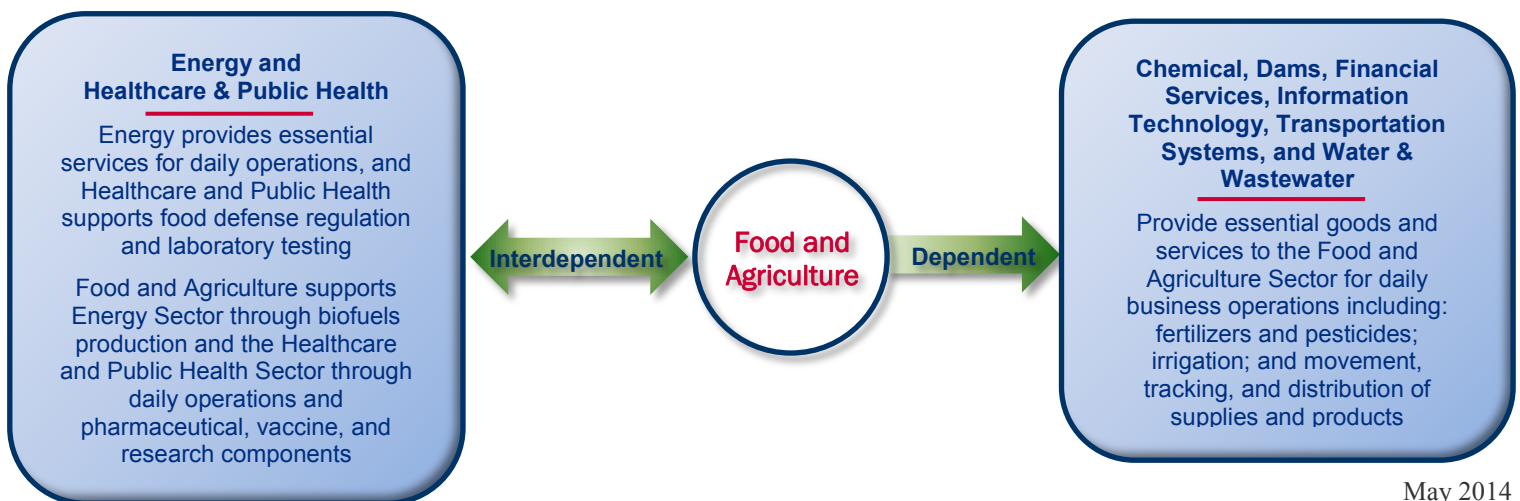 Energy and
Healthcare & Public Health
Energy provides essential
services for daily operations, and
Healthcare and Public Health
supports food defense regulation
and laboratory testing
Food and Agriculture supports
Energy Sector through biofuels
production and the Healthcare
and Public Health Sector through
daily operations and
pharmaceutical, vaccine, and
research components
Interdependent
Food and
Agriculture
Dependent
Chemical, Dams, Financial
Services, Information
Technology, Transportation
Systems, and Water &
Wastewater
Provide essential goods and
services to the Food and
Agriculture Sector for daily
business operations including:
fertilizers and pesticides;
irrigation; and movement,
tracking, and distribution of
supplies and products
May 2014